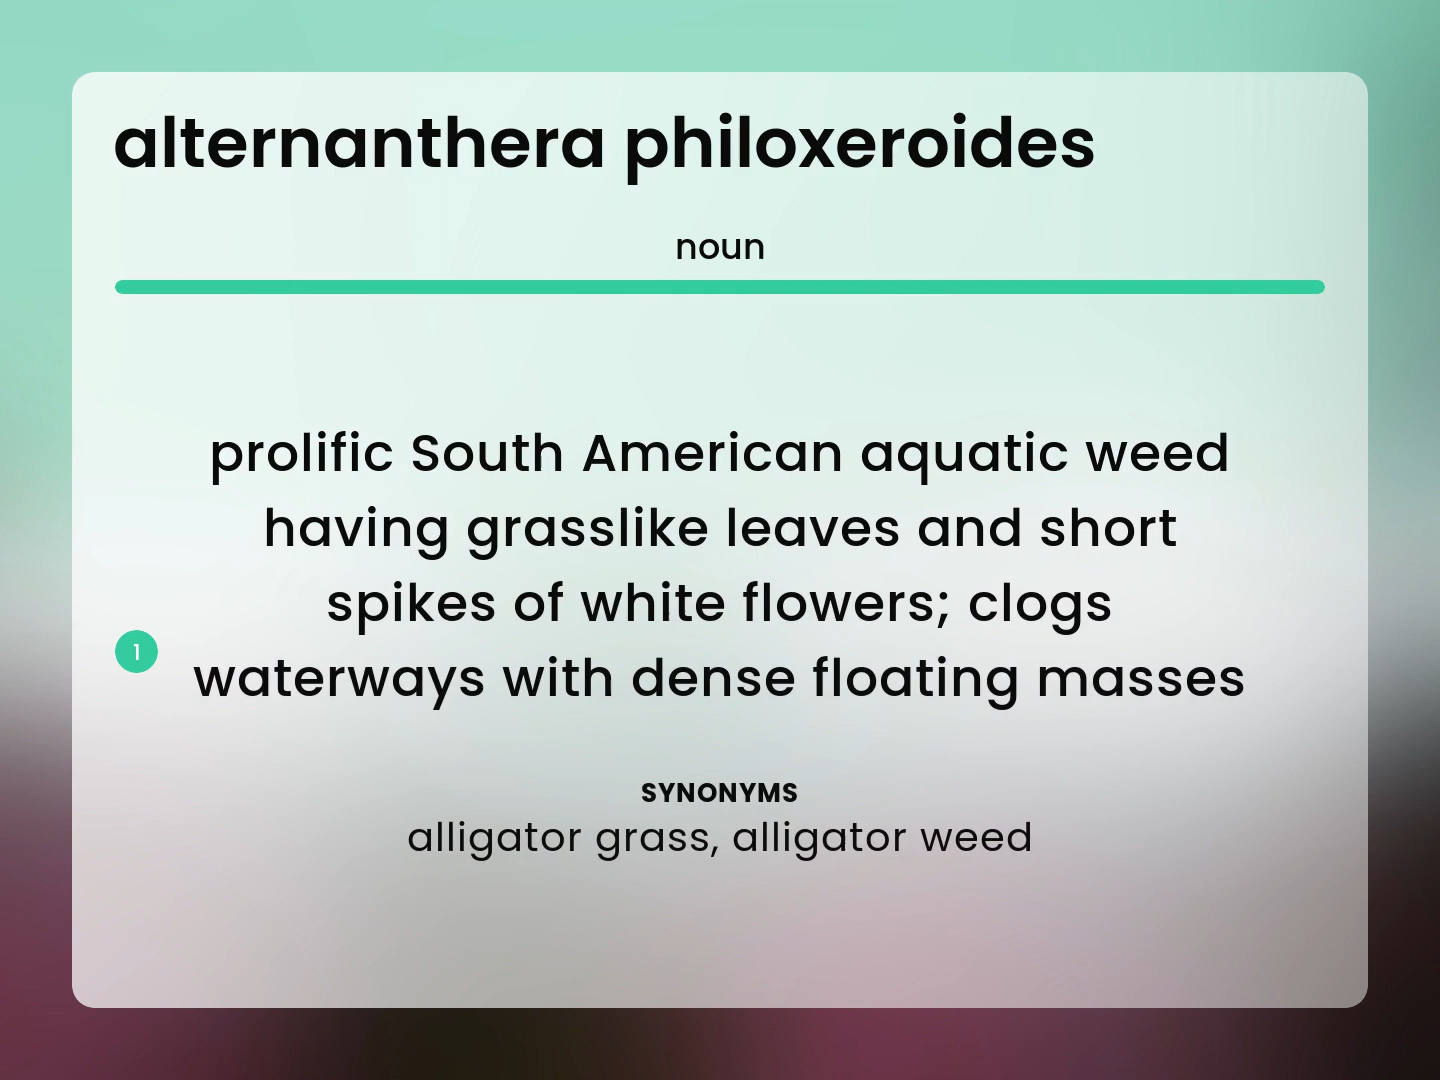 alternanthera philoxeroides
noun
prolific South American aquatic weed
having grasslike leaves and short
spikes of white flowers; clogs
1
waterways with dense floating masses
SYNONYMS
alligator grass, alligator weed